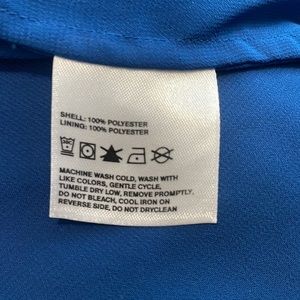 SHELL: 100% POLYESTER
LINING: 100% POLYESTER
MACHINE WASH COLD, WASH WITH
LIKE COLORS, GENTLE CYCLE,
TUMBLE DRY LOW, REMOVE PROMPTLY,
DO NOT BLEACH, COOL IRON ON
REVERSE SIDE, DO NOT DRYCLEAN